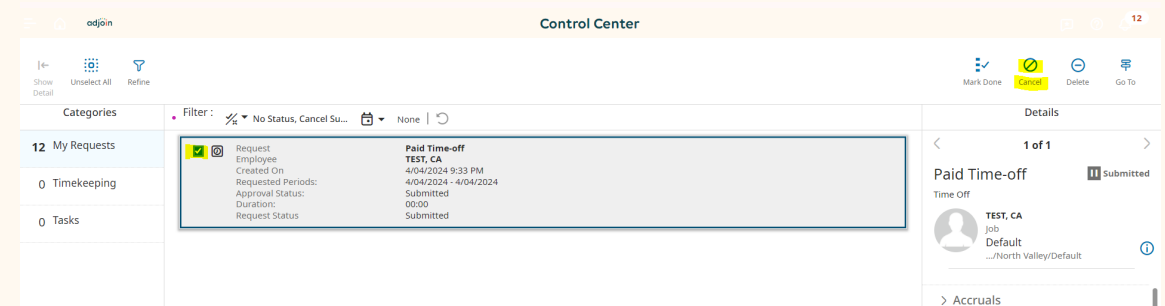 adjoin
Control Center
12
Show Detail
Unselect All
Refine
Mark Done
Cancel
Delete
Go To
Categories
12 My Requests
0 Timekeeping
0 Tasks
Filter :
No Status, Cancel Su...
None
Request Paid Time-off
Employee TEST, CA
Created On 4/04/2024 9:33 PM
Requested Periods: 4/04/2024 - 4/04/2024
Approval Status: Submitted
Duration: 00:00
Request Status Submitted
Details
1 of 1
Paid Time-off Submitted
Time Off
TEST, CA
Job
Default
.../North Valley/Default
Accruals